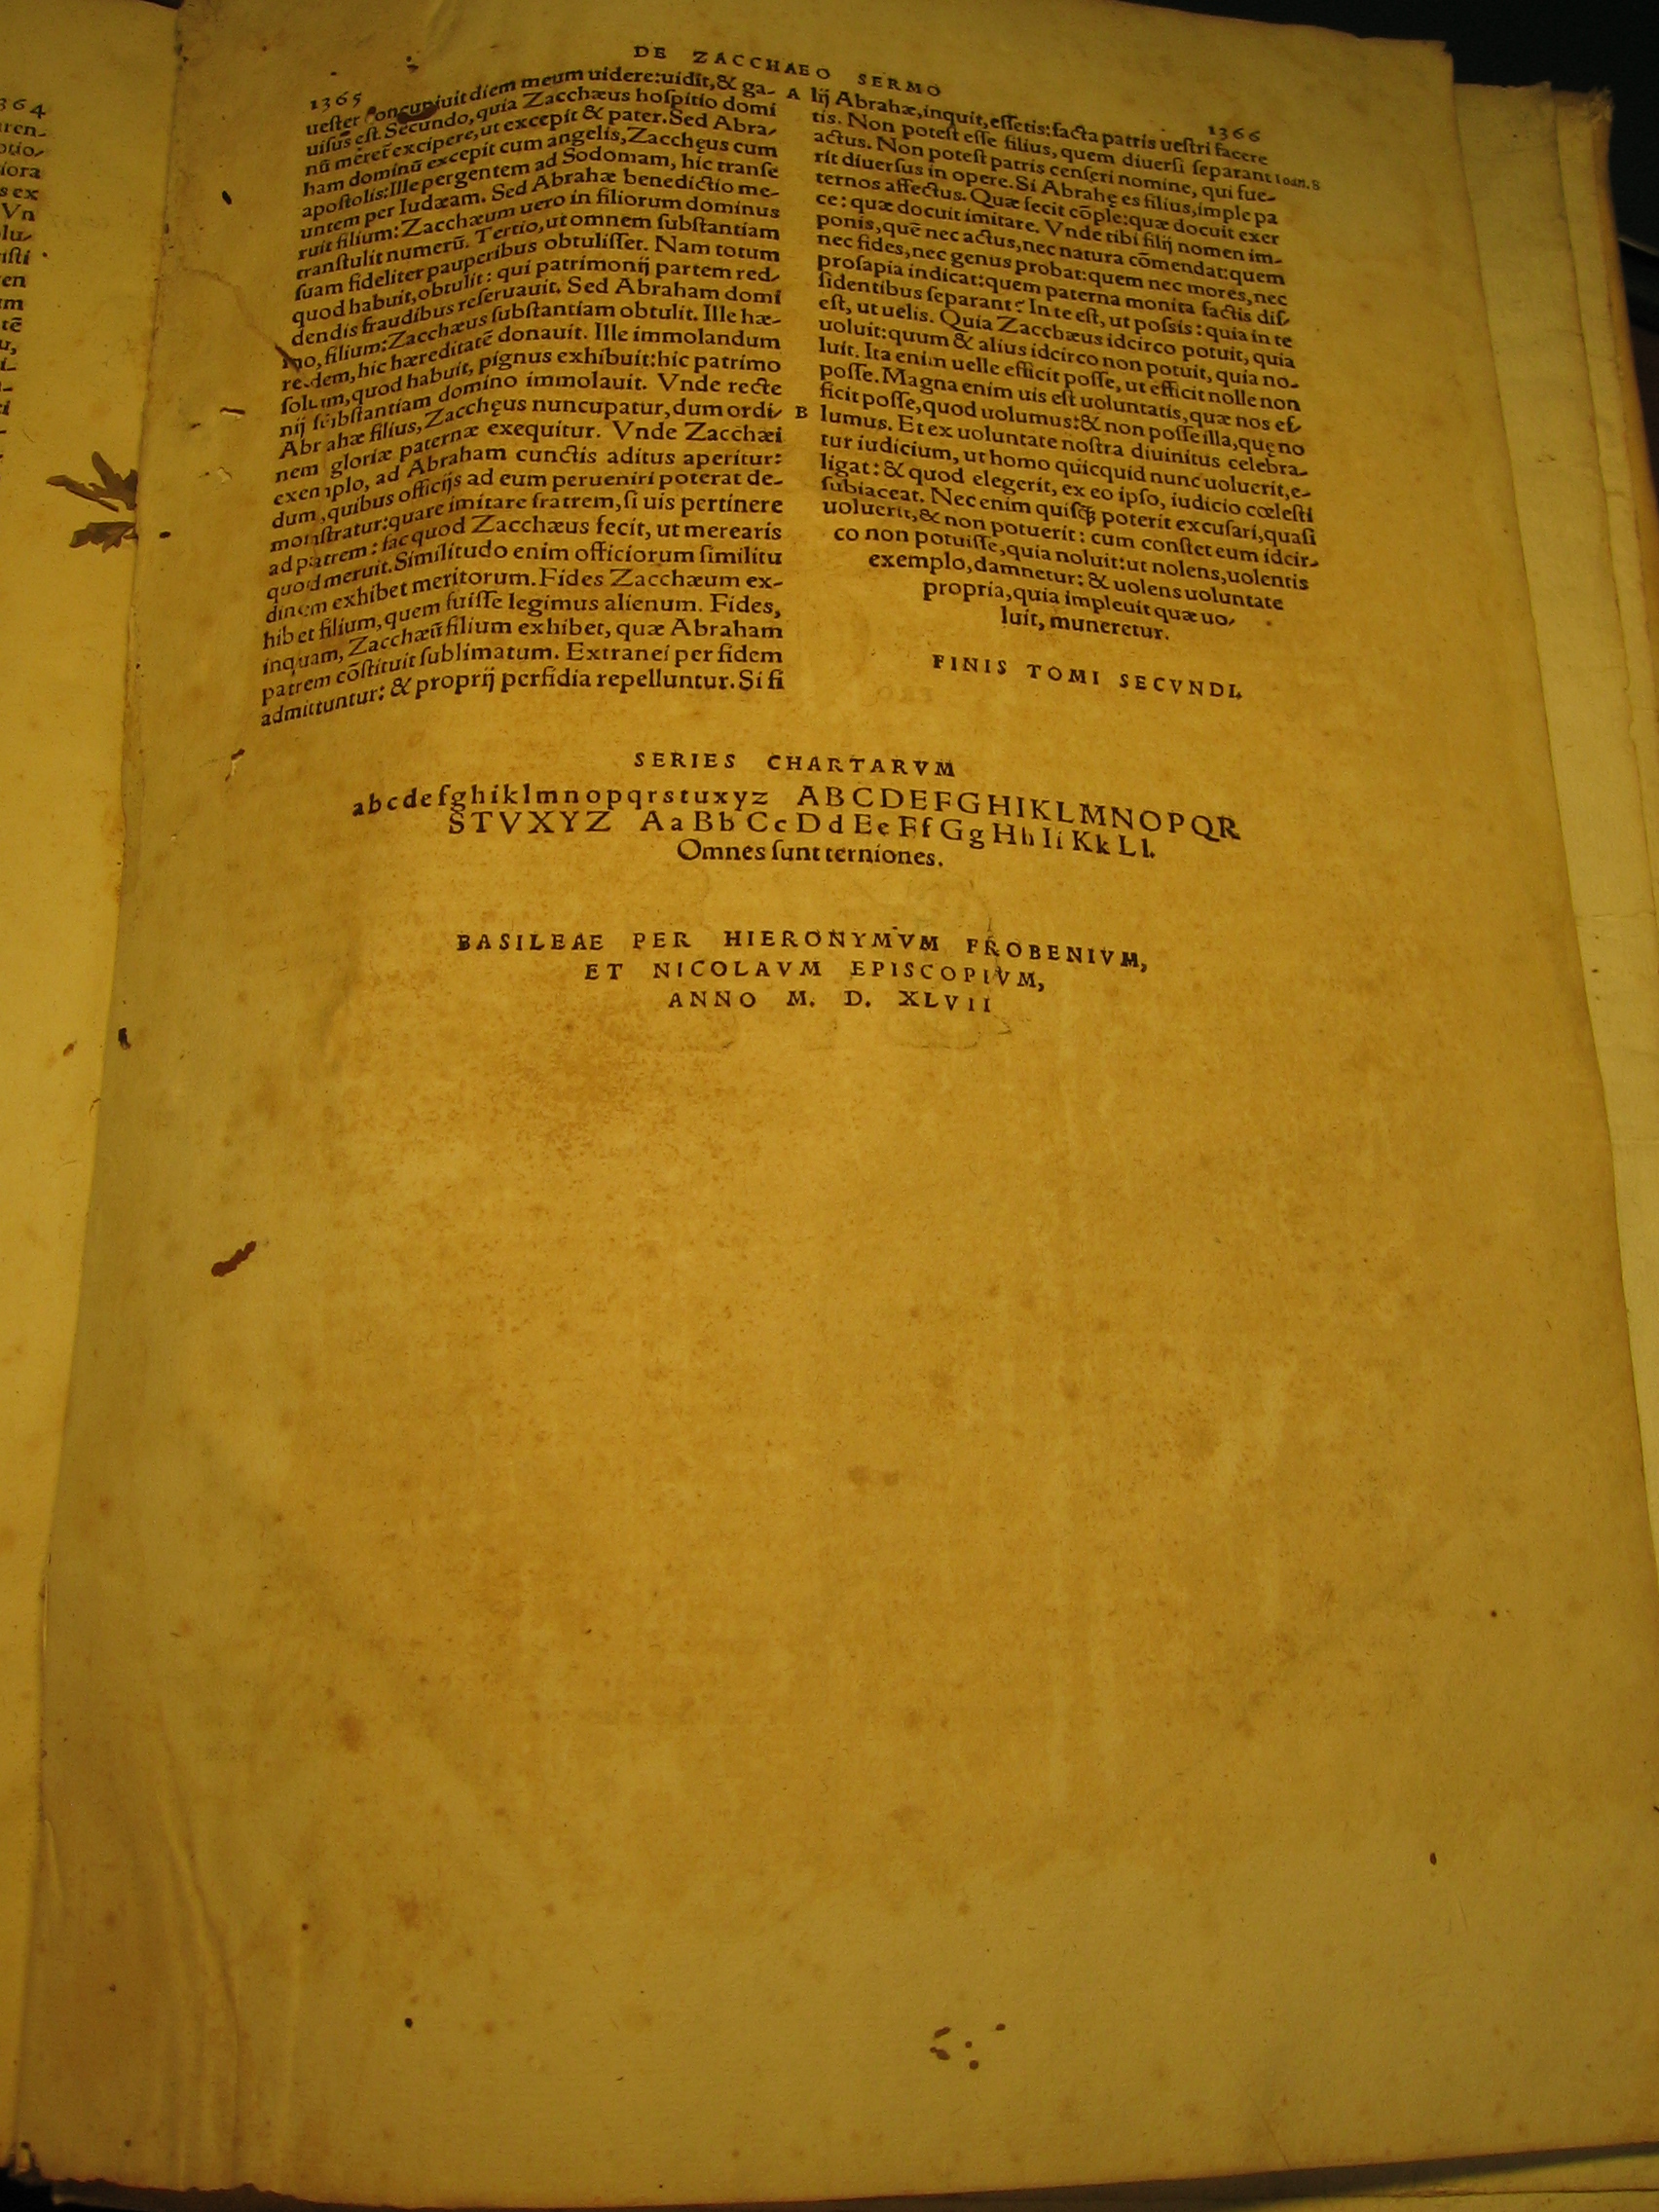 DE ZACCHAEO SERMO
1365
uester concupiuit diem meum uidere:uidit,& ga-
uisus est. Secundo, quia Zacchæus hospitio domi
nũ meret excipere, ut excepit & pater. Sed Abra-
ham dominũ excepit cum angelis, Zacchęus cum
apostolis: Ille pergentem ad Sodomam, hic transe
untem per Iudæam. Sed Abrahæ benedictio me-
ruit filium: Zacchæum uero in filiorum dominus
transtulit numerũ. Tertio, ut omnem substantiam
suam fideliter pauperibus obtulisset. Nam totum
quod habuit, obtulit: qui patrimonij partem red-
dendis fraudibus reseruauit. Sed Abraham domi
no, filium: Zacchæus substantiam obtulit. Ille hæ-
redem, hic hæreditatẽ donauit. Ille immolandum
solum, quod habuit, pignus exhibuit: hic patrimo
nij substantiam domino immolauit. Vnde recte
Abrahæ filius, Zacchęus nuncupatur, dum ordi-
nem gloriæ paternæ exequitur. Vnde Zacchæi
exemplo, ad Abraham cunctis aditus aperitur:
dum, quibus officijs ad eum perueniri poterat de-
monstratur: quare imitare fratrem, si uis pertinere
ad patrem: fac quod Zacchæus fecit, ut merearis
quod meruit. Similitudo enim officiorum similitu
dinem exhibet meritorum. Fides Zacchæum ex-
hibet filium, quem fuisse legimus alienum. Fides,
inquam, Zacchæũ filium exhibet, quæ Abraham
patrem cõstituit sublimatum. Extranei per fidem
admittuntur: & proprij perfidia repelluntur. Si fi
1366
A lij Abrahæ, inquit, essetis: facta patris uestri facere
tis. Non potest esse filius, quem diuersi separant Ioan. 8
actus. Non potest patris censeri nomine, qui fue-
rit diuersus in opere. Si Abrahę es filius, imple pa
ternos affectus. Quæ fecit cõple: quæ docuit exer
ce: quæ docuit imitare. Vnde tibi filij nomen im-
ponis, quẽ nec actus, nec natura cõmendat: quem
nec fides, nec genus probat: quem nec mores, nec
prosapia indicat: quem paterna monita factis dis-
sidentibus separant? In te est, ut possis: quia in te
est, ut uelis. Quia Zacchæus idcirco potuit, quia
uoluit: quum & alius idcirco non potuit, quia no-
luit. Ita enim uelle efficit posse, ut efficit nolle non
posse. Magna enim uis est uoluntatis, quæ nos ef-
ficit posse, quod uolumus: & non posse illa, quę no
B lumus. Et ex uoluntate nostra diuinitus celebra-
tur iudicium, ut homo quicquid nunc uoluerit, e-
ligat: & quod elegerit, ex eo ipso, iudicio cœlesti
subiaceat. Nec enim quisꝗ poterit excusari, quasi
uoluerit, & non potuerit: cum constet eum idcir-
co non potuisse, quia noluit: ut nolens, uolentis
exemplo, damnetur: & uolens uoluntate
propria, quia impleuit quæ uo-
luit, muneretur.
FINIS TOMI SECVNDI.
SERIES CHARTARVM
abcdefghiklmnopqrstuxyz ABCDEFGHIKLMNOPQR
STVXYZ Aa Bb Cc Dd Ee Ff Gg Hh Ii Kk Ll.
Omnes sunt terniones.
BASILEAE PER HIERONYMVM FROBENIVM,
ET NICOLAVM EPISCOPIVM,
ANNO M. D. XLVII